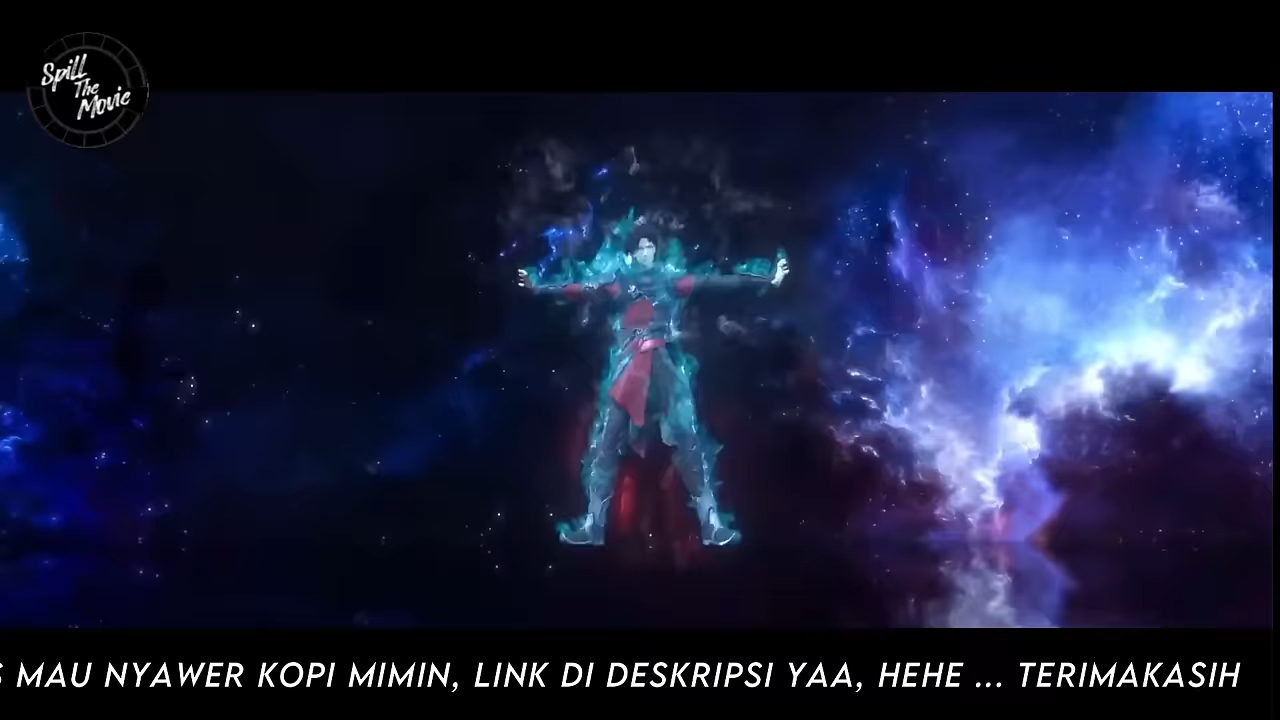 Spill
The
Movie
MAU NYAWER KOPI MIMIN, LINK DI DESKRIPSI YAA, HEHE ... TERIMAKASIH